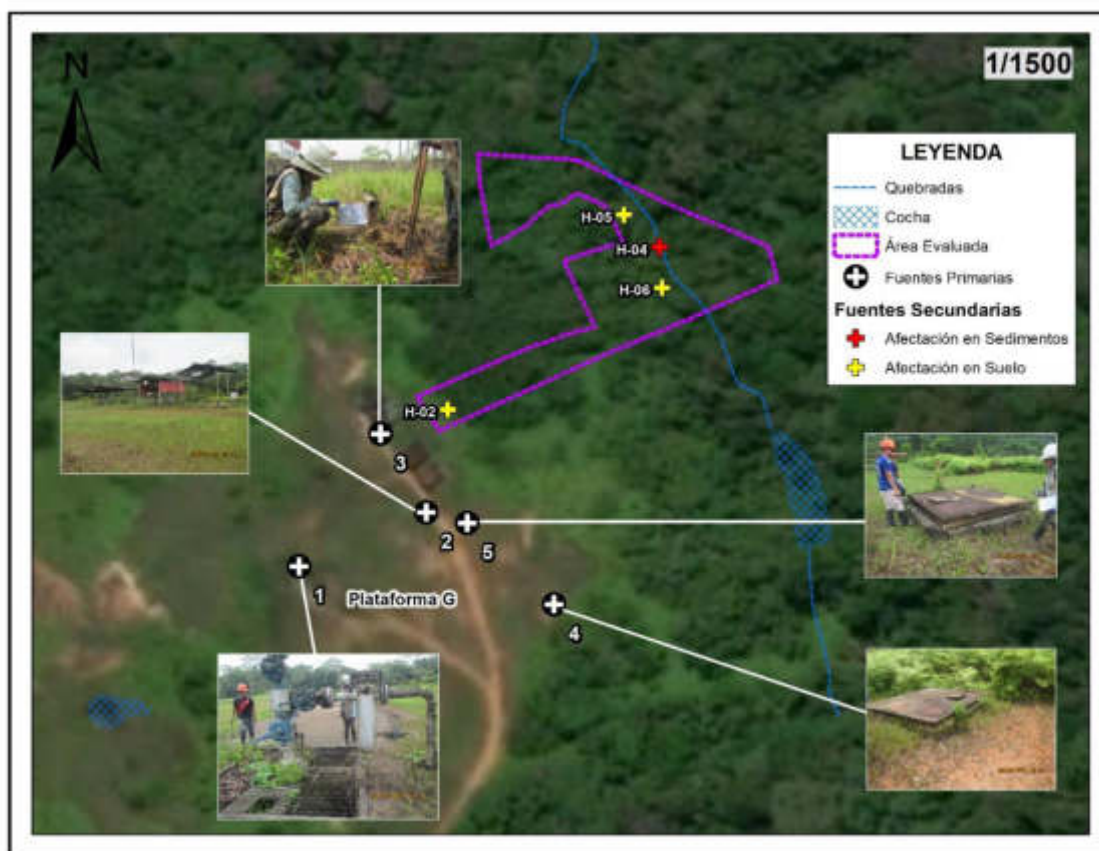 1/1500
N
LEYENDA
Quebradas
Cocha
Área Evaluada
Fuentes Primarias
Fuentes Secundarias
Afectación en Sedimentos
Afectación en Suelo
H-05
H-04
H-06
H-02
3
2
5
1
Plataforma G
4